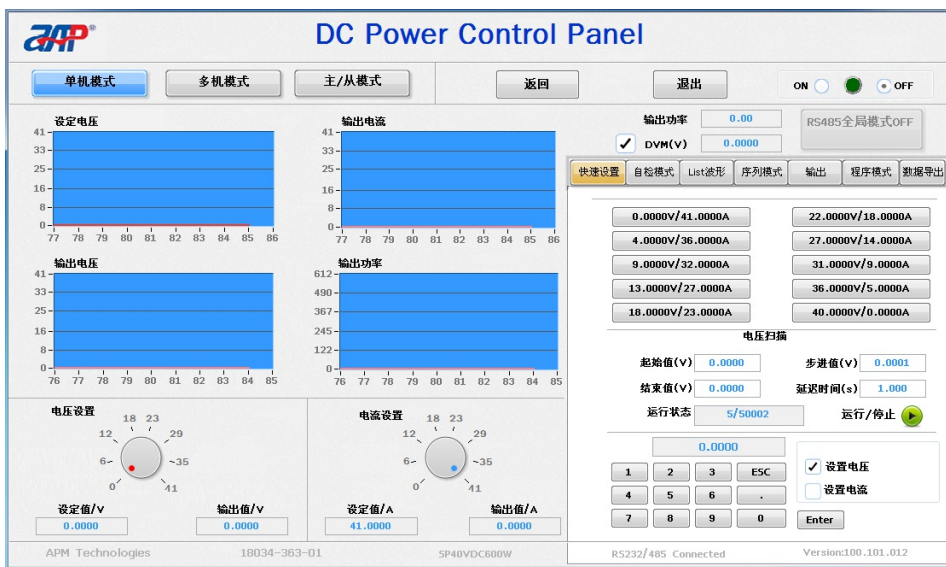 AAP®
DC Power Control Panel
单机模式 多机模式 主/从模式 返回 退出 ON OFF
设定电压
41
33
25
16
8
0
77 78 79 80 81 82 83 84 85 86
输出电流
41
33
25
16
8
0
77 78 79 80 81 82 83 84 85 86
输出电压
41
33
25
16
8
0
76 77 78 79 80 81 82 83 84 85
输出功率
612
490
367
245
122
0
76 77 78 79 80 81 82 83 84 85
电压设置
18 23
12 29
6 35
0 41
设定值/V 输出值/V
0.0000 0.0000
电流设置
18 23
12 29
6 35
0 41
设定值/A 输出值/A
41.0000 0.0000
输出功率 0.00
DVM(V) 0.0000
RS485全局模式OFF
快速设置 自检模式 List波形 序列模式 输出 程序模式 数据导出
0.0000V/41.0000A 22.0000V/18.0000A
4.0000V/36.0000A 27.0000V/14.0000A
9.0000V/32.0000A 31.0000V/9.0000A
13.0000V/27.0000A 36.0000V/5.0000A
18.0000V/23.0000A 40.0000V/0.0000A
电压扫描
起始值(V) 0.0000 步进值(V) 0.0001
结束值(V) 0.0000 延迟时间(s) 1.000
运行状态 5/50002 运行/停止
0.0000
1 2 3 ESC
4 5 6 .
7 8 9 0
设置电压
设置电流
Enter
APM Technologies 18034-363-01 SP40VDC600W RS232/485 Connected Version:100.101.012